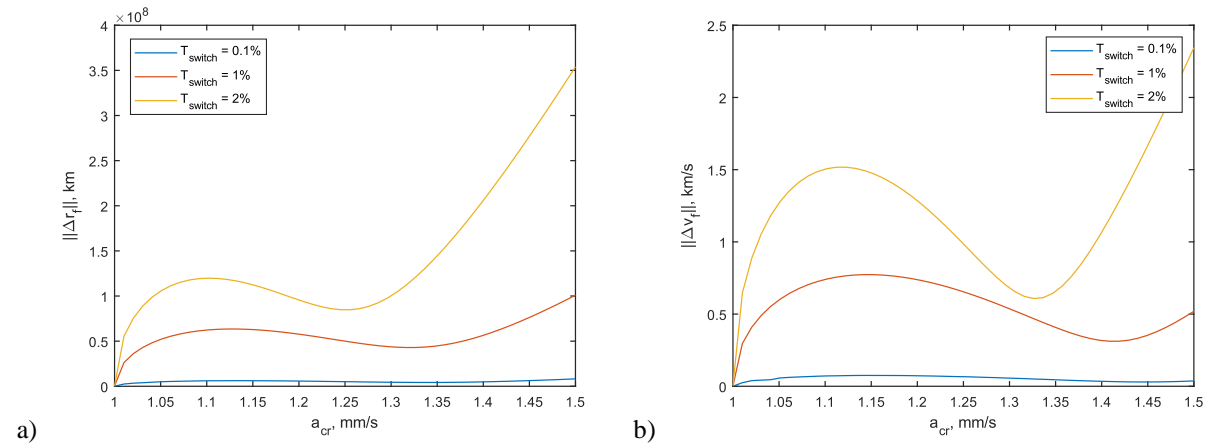 ×10⁸
4
3.5
3
2.5
2
1.5
1
0.5
0
||Δr_f||, km
T_switch = 0.1%
T_switch = 1%
T_switch = 2%
1 1.05 1.1 1.15 1.2 1.25 1.3 1.35 1.4 1.45 1.5
a_cr, mm/s
a)
2.5
2
1.5
1
0.5
0
||Δv_f||, km/s
T_switch = 0.1%
T_switch = 1%
T_switch = 2%
1 1.05 1.1 1.15 1.2 1.25 1.3 1.35 1.4 1.45 1.5
a_cr, mm/s
b)